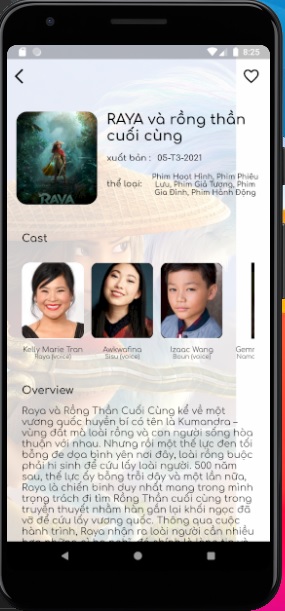 8:25
RAYA và rồng thần
cuối cùng
xuất bản : 05-T3-2021
thể loại: Phim Hoạt Hình, Phim Phiêu
Lưu, Phim Giả Tượng, Phim
Gia Đình, Phim Hành Động
RAYA
Cast
Kelly Marie Tran
Raya (voice)
Awkwafina
Sisu (voice)
Izaac Wang
Boun (voice)
Gemm
Namc
Overview
Raya và Rồng Thần Cuối Cùng kể về một
vương quốc huyền bí có tên là Kumandra –
vùng đất mà loài rồng và con người sống hòa
thuận với nhau. Nhưng rồi một thế lực đen tối
bỗng đe dọa bình yên nơi đây, loài rồng buộc
phải hi sinh để cứu lấy loài người. 500 năm
sau, thế lực ấy bỗng trỗi dậy và một lần nữa,
Raya là chiến binh duy nhất mang trong mình
trọng trách đi tìm Rồng Thần cuối cùng trong
truyền thuyết nhằm hàn gắn lại khối ngọc đã
vỡ để cứu lấy vương quốc. Thông qua cuộc
hành trình, Raya nhận ra loài người cần nhiều